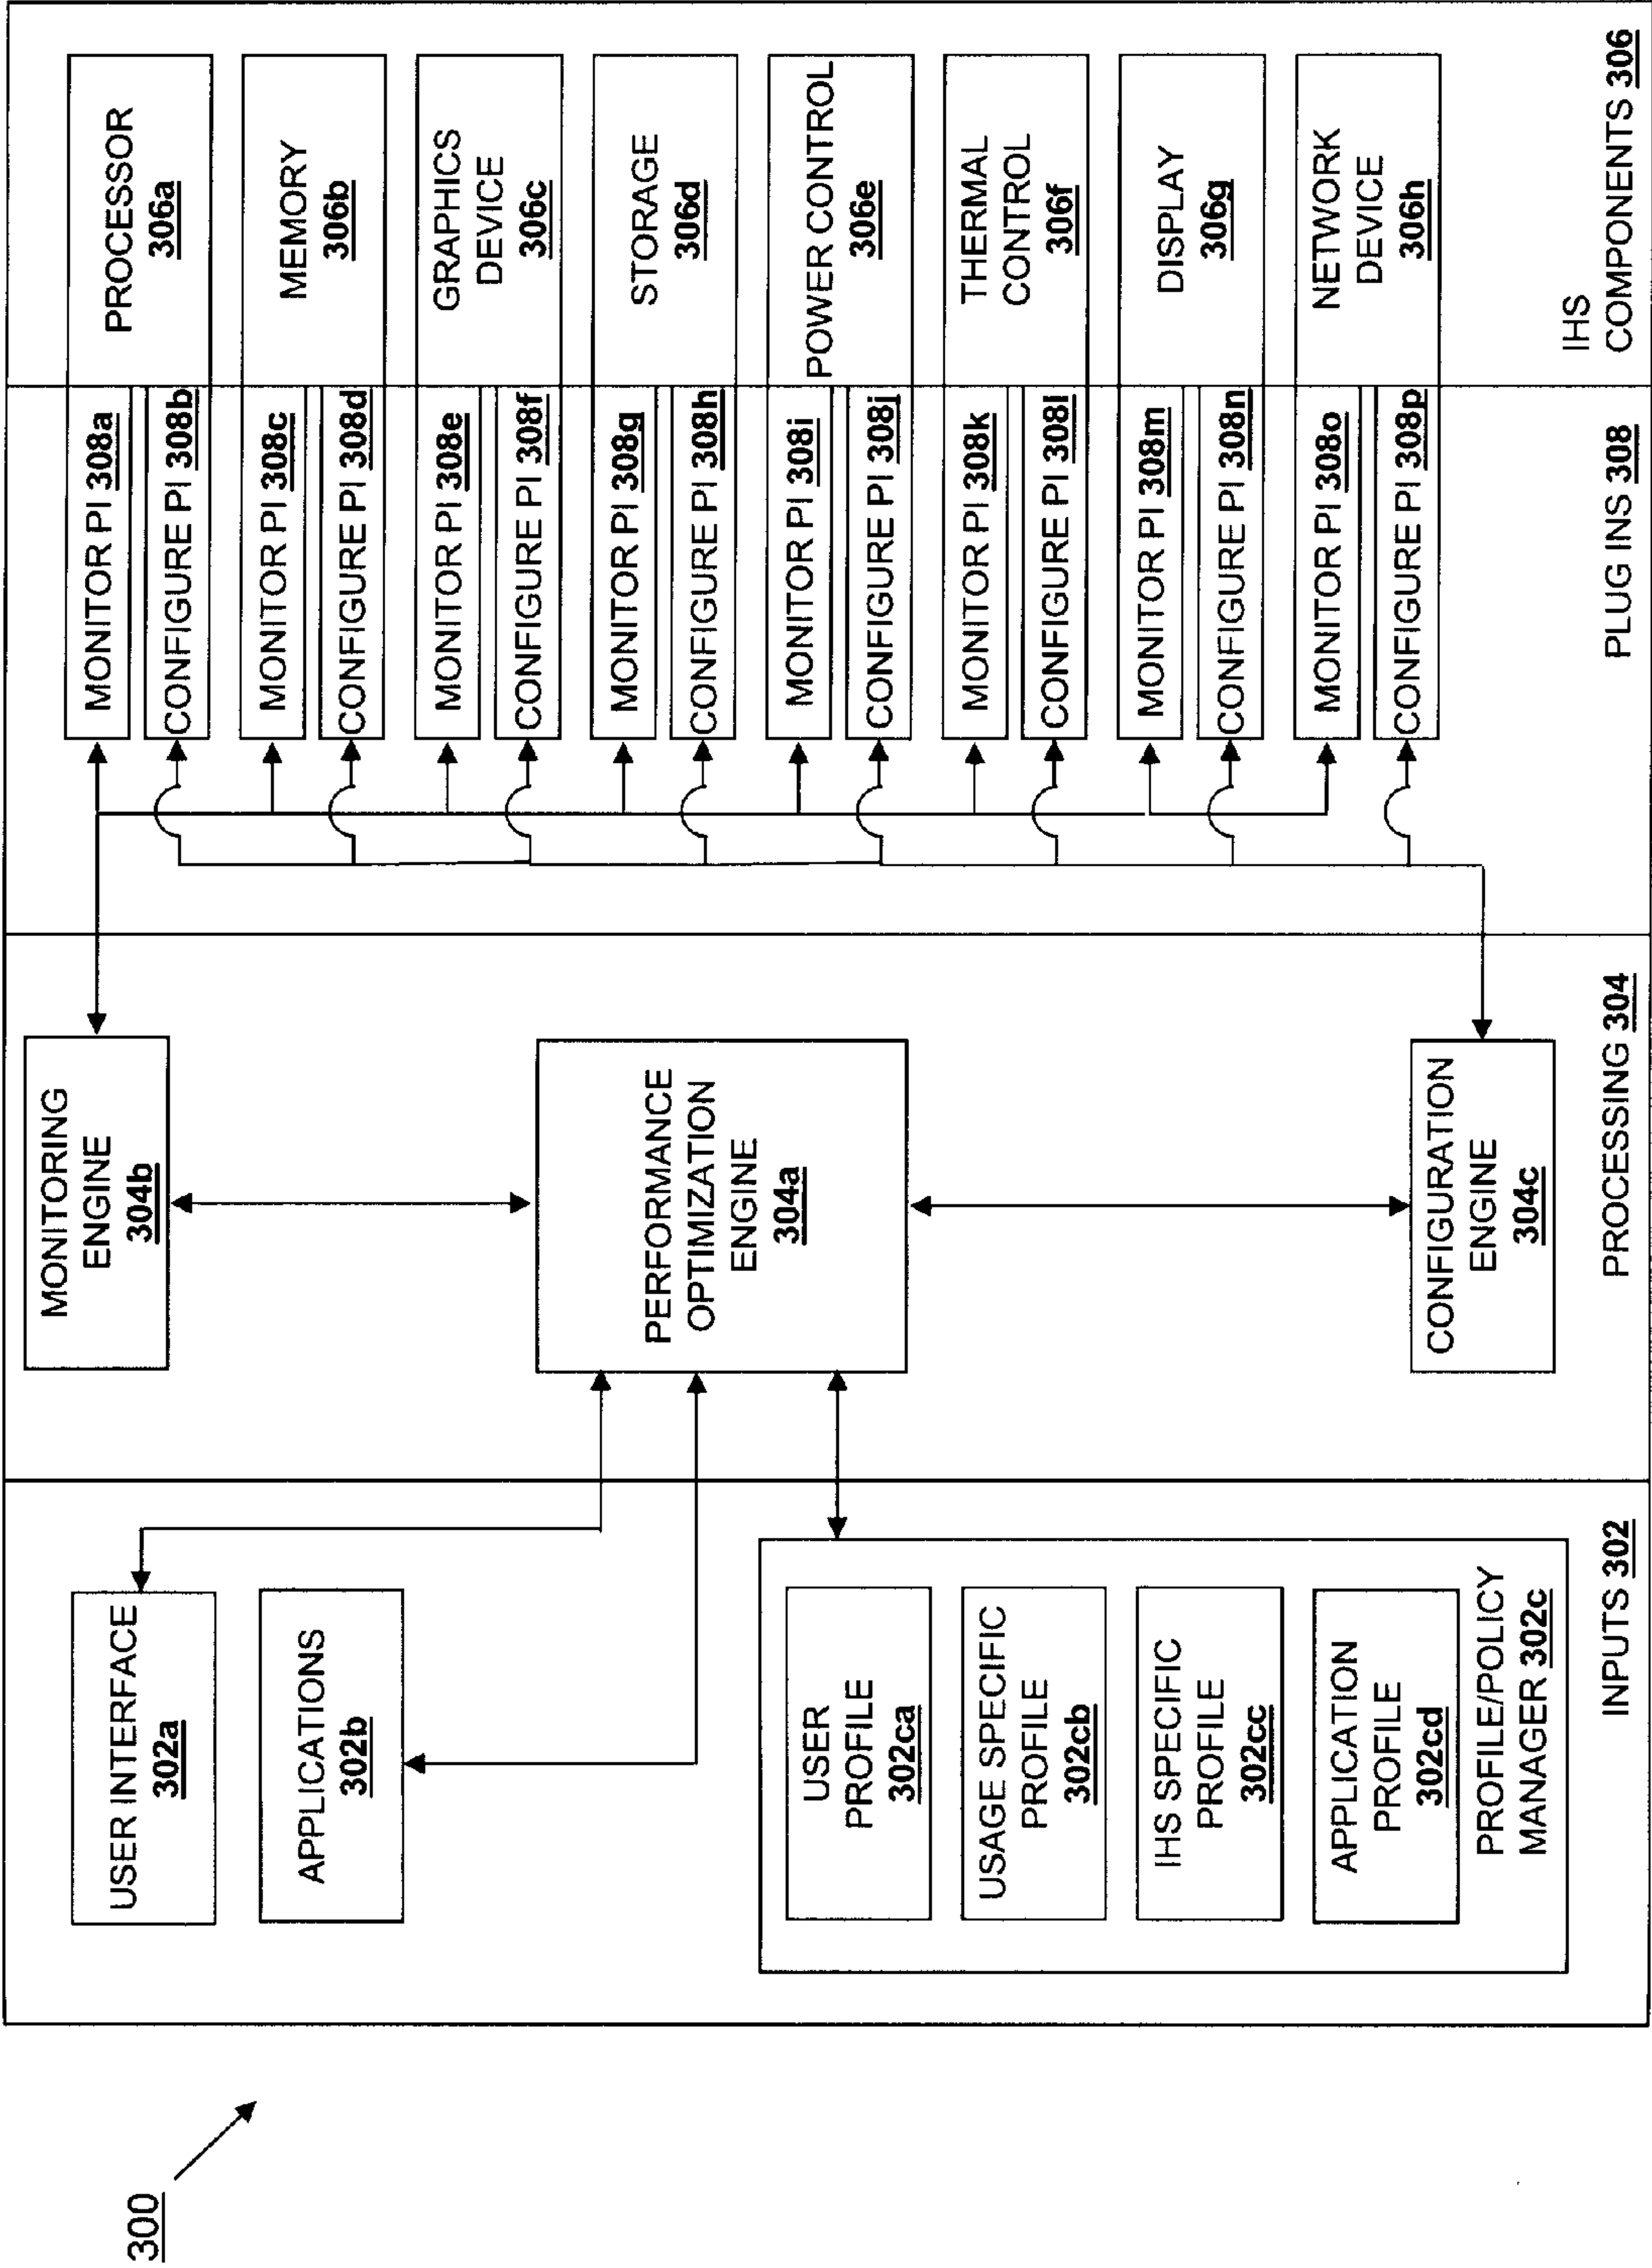 300
USER INTERFACE
302a
APPLICATIONS
302b
USER
PROFILE
302ca
USAGE SPECIFIC
PROFILE
302cb
IHS SPECIFIC
PROFILE
302cc
APPLICATION
PROFILE
302cd
PROFILE/POLICY
MANAGER 302c
INPUTS 302
MONITORING
ENGINE
304b
PERFORMANCE
OPTIMIZATION
ENGINE
304a
CONFIGURATION
ENGINE
304c
PROCESSING 304
MONITOR PI 308a
CONFIGURE PI 308b
MONITOR PI 308c
CONFIGURE PI 308d
MONITOR PI 308e
CONFIGURE PI 308f
MONITOR PI 308g
CONFIGURE PI 308h
MONITOR PI 308i
CONFIGURE PI 308j
MONITOR PI 308k
CONFIGURE PI 308l
MONITOR PI 308m
CONFIGURE PI 308n
MONITOR PI 308o
CONFIGURE PI 308p
PLUG INS 308
PROCESSOR
306a
MEMORY
306b
GRAPHICS
DEVICE
306c
STORAGE
306d
POWER CONTROL
306e
THERMAL
CONTROL
306f
DISPLAY
306g
NETWORK
DEVICE
306h
IHS
COMPONENTS 306